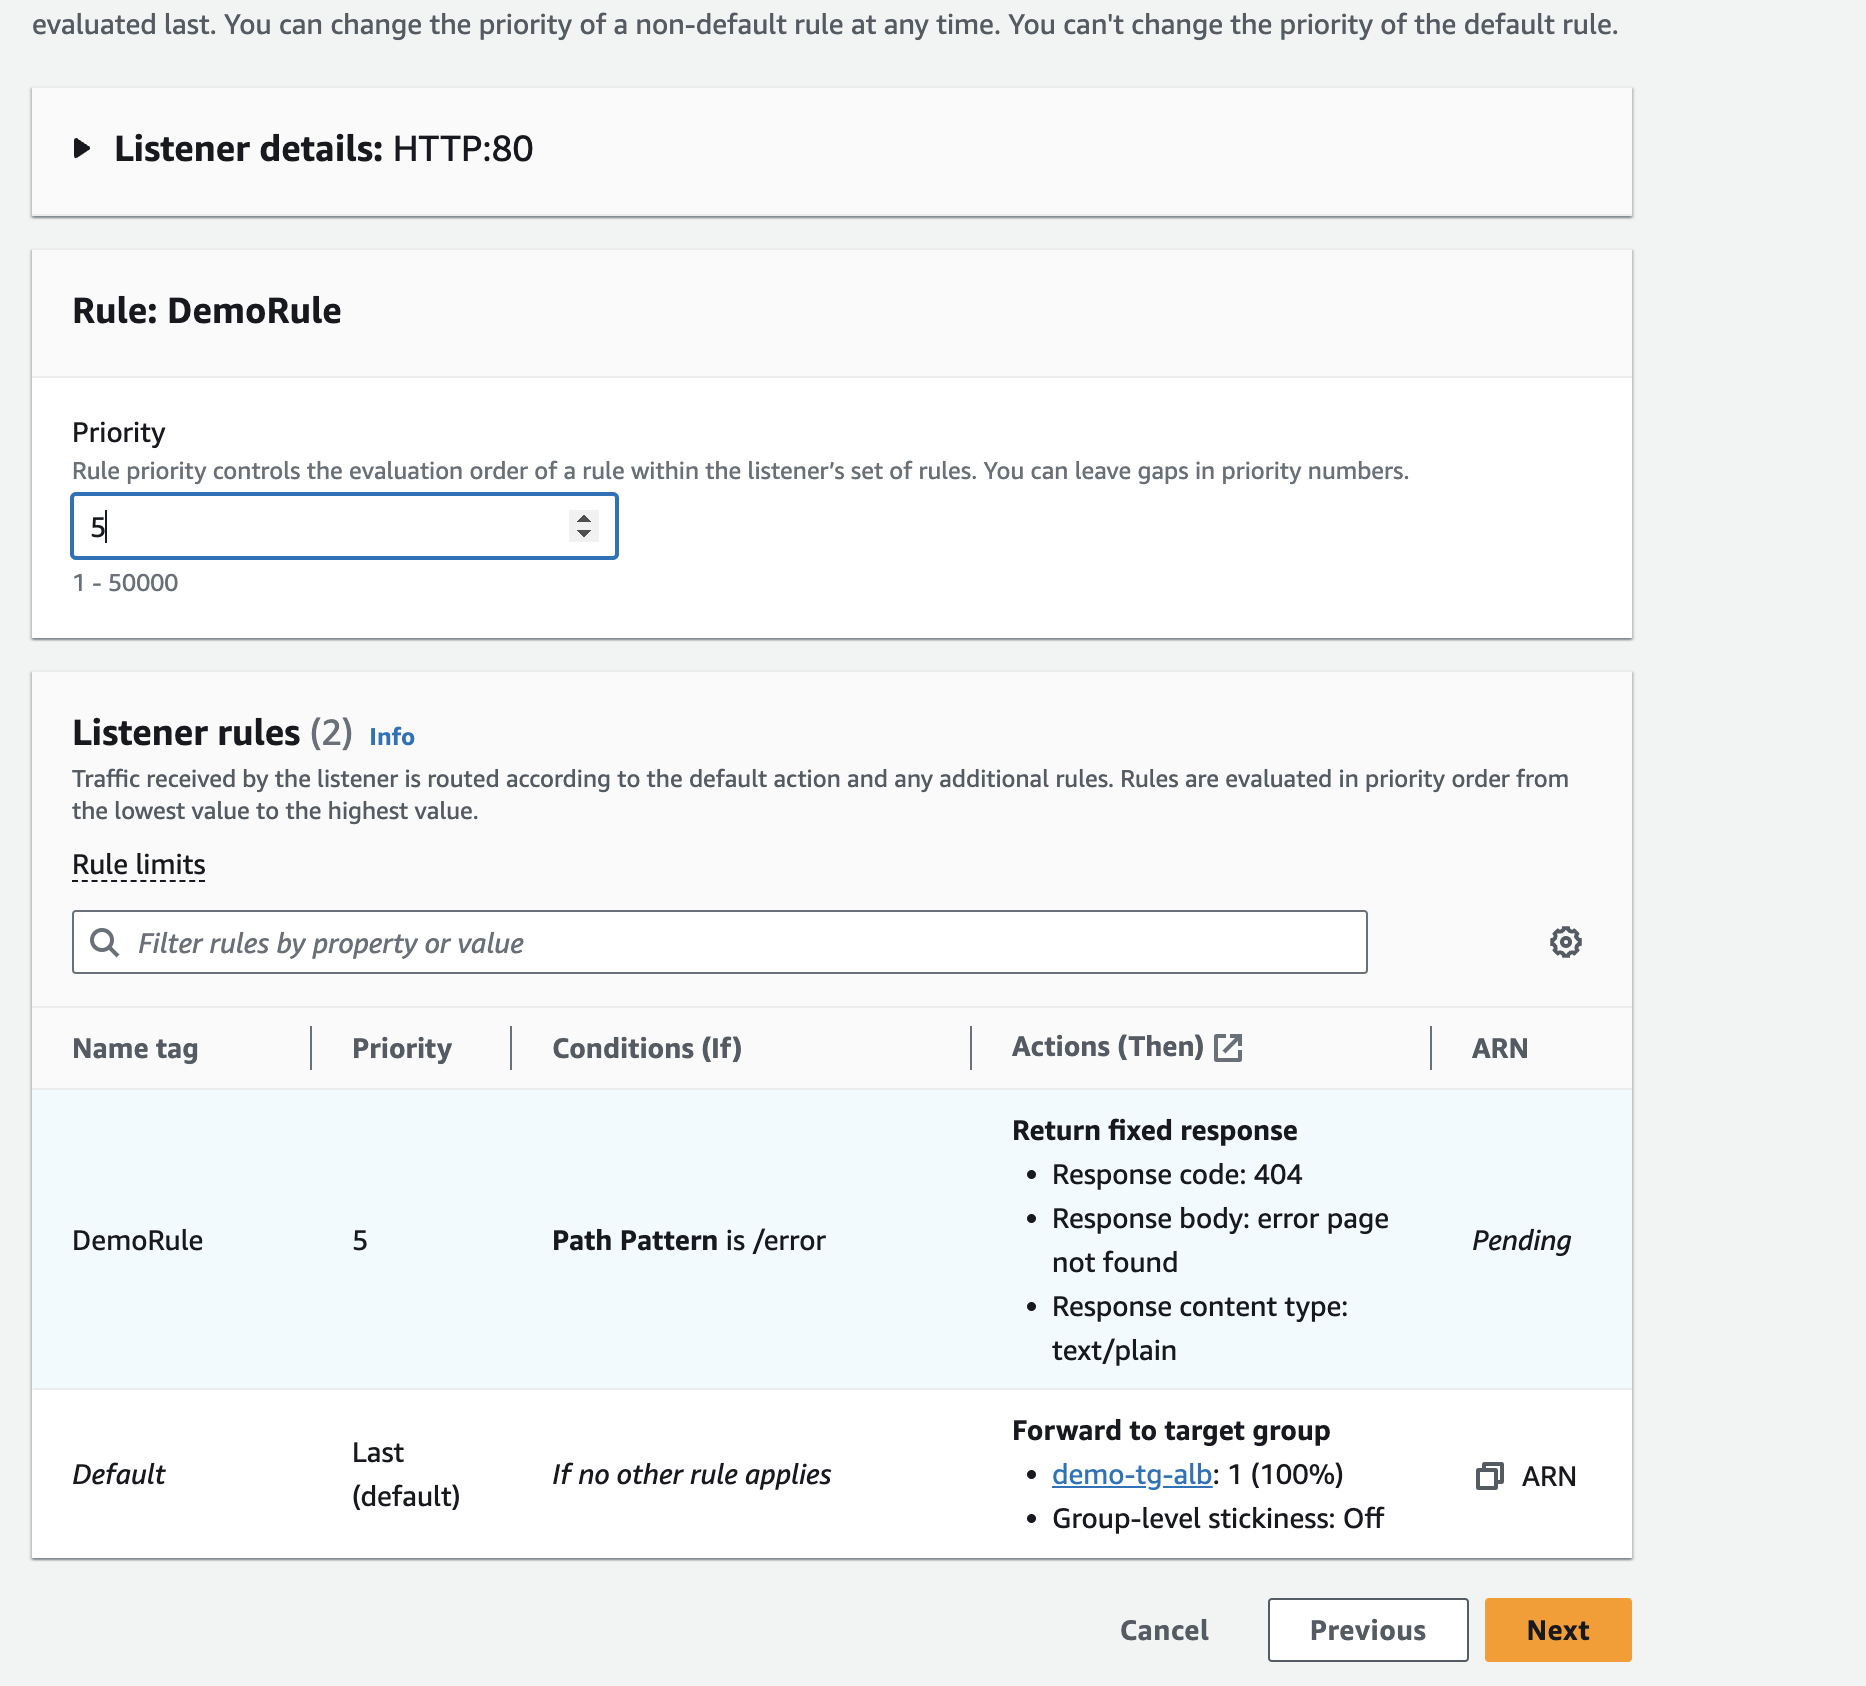 evaluated last. You can change the priority of a non-default rule at any time. You can't change the priority of the default rule.
Listener details: HTTP:80
Rule: DemoRule
Priority
Rule priority controls the evaluation order of a rule within the listener’s set of rules. You can leave gaps in priority numbers.
5
1 - 50000
Listener rules (2) Info
Traffic received by the listener is routed according to the default action and any additional rules. Rules are evaluated in priority order from
the lowest value to the highest value.
Rule limits
Filter rules by property or value
Name tag Priority Conditions (If) Actions (Then) ARN
Return fixed response
• Response code: 404
• Response body: error page
not found
• Response content type:
text/plain
DemoRule 5 Path Pattern is /error Pending
Forward to target group
• demo-tg-alb: 1 (100%)
• Group-level stickiness: Off
Default Last
(default) If no other rule applies ARN
Cancel Previous Next